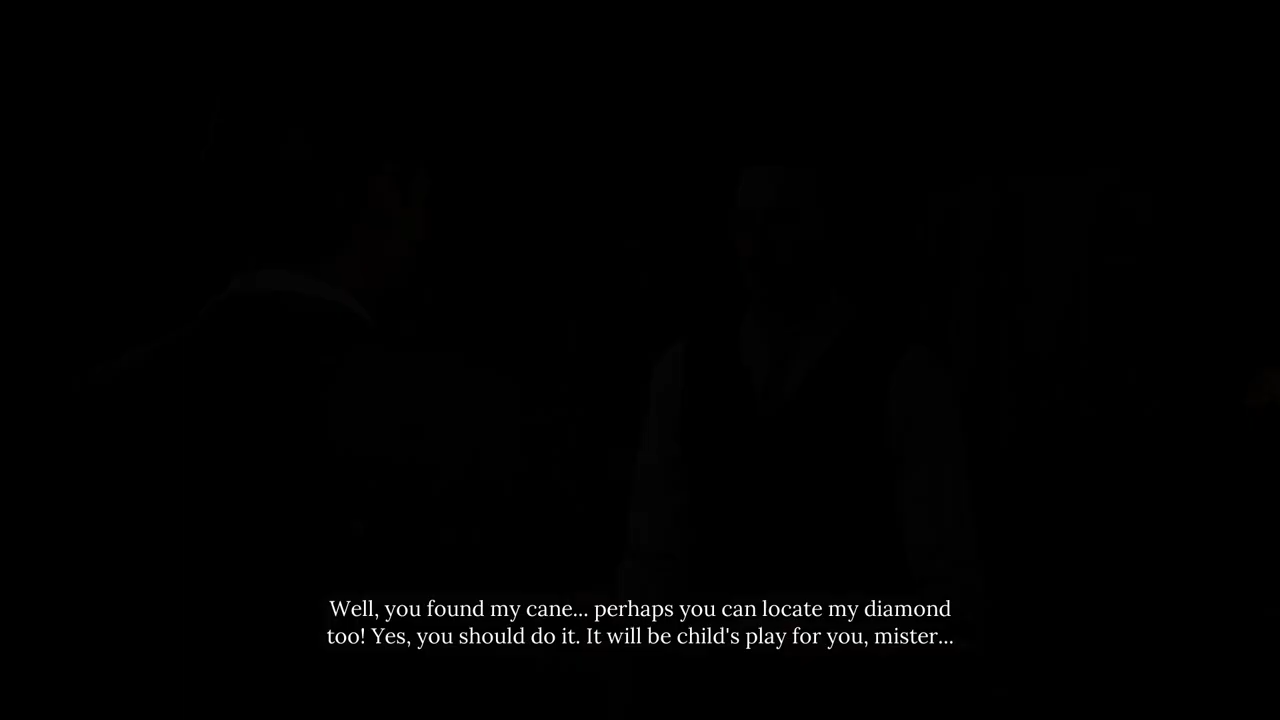 Well, you found my cane... perhaps you can locate my diamond
too! Yes, you should do it. It will be child's play for you, mister...